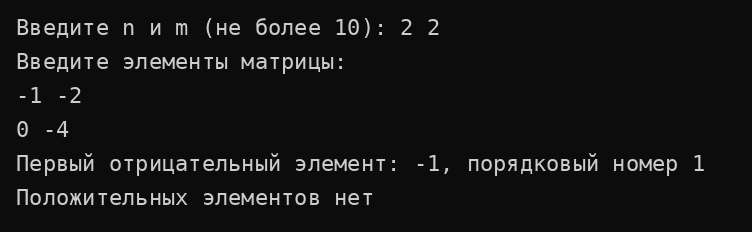 Введите n и m (не более 10): 2 2
Введите элементы матрицы:
-1 -2
0 -4
Первый отрицательный элемент: -1, порядковый номер 1
Положительных элементов нет